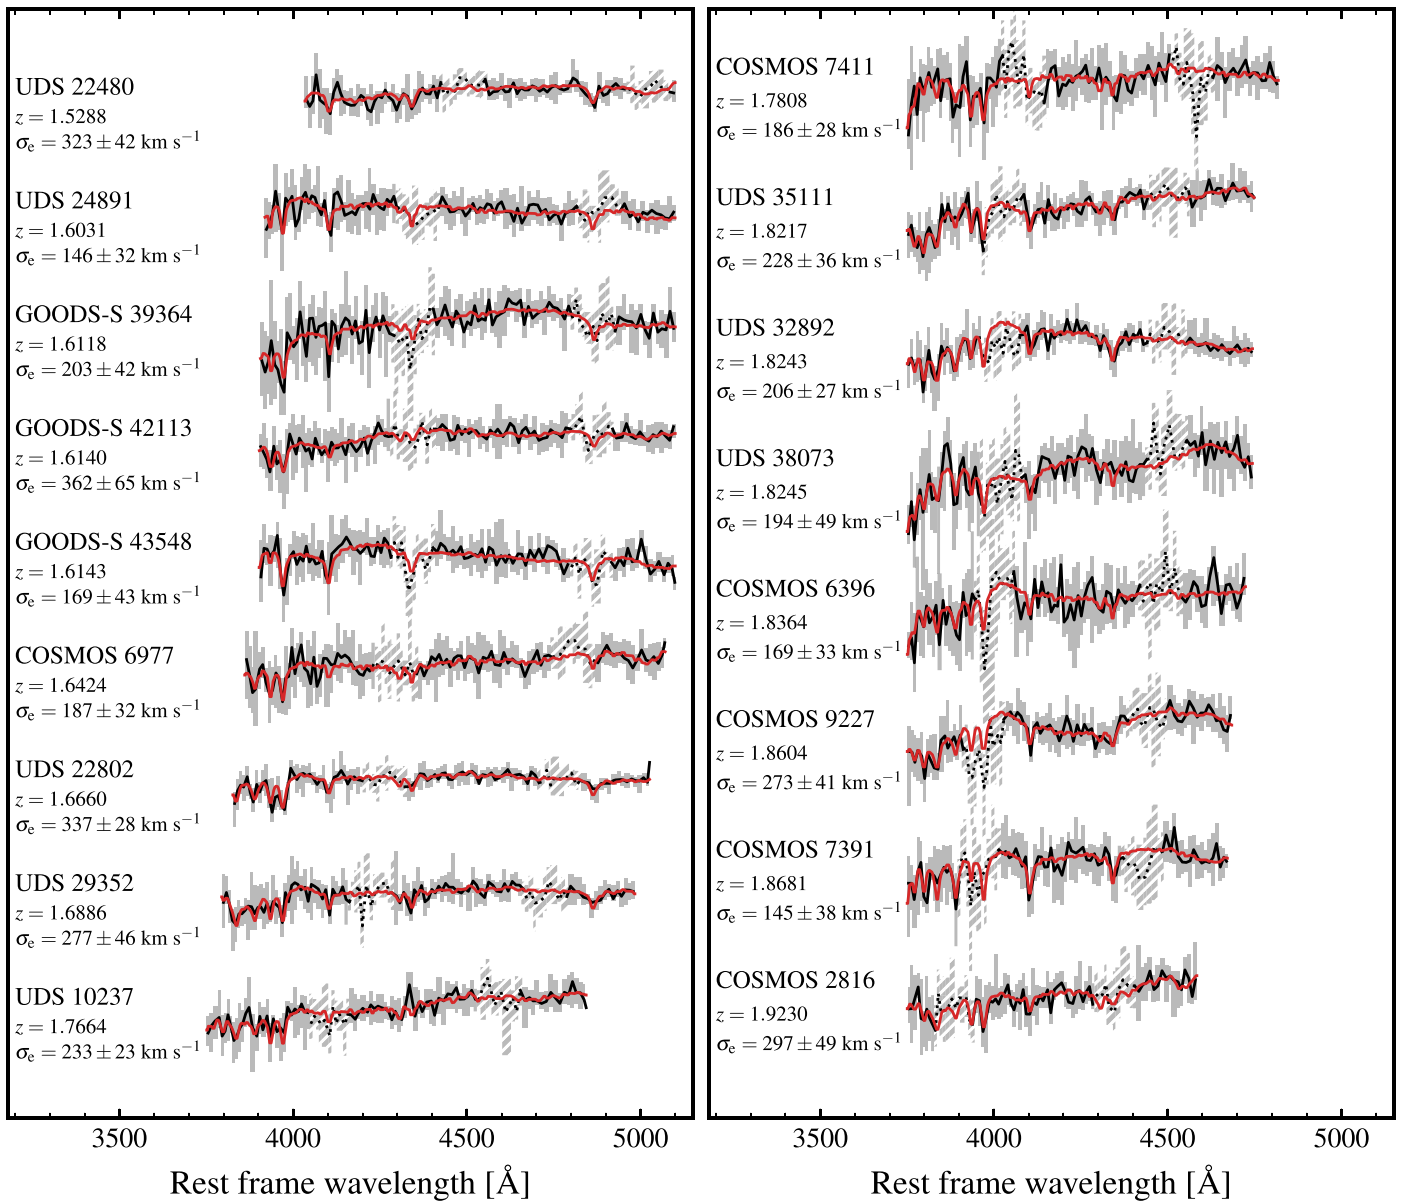 UDS 22480
z = 1.5288
σe = 323 ± 42 km s−1
UDS 24891
z = 1.6031
σe = 146 ± 32 km s−1
GOODS-S 39364
z = 1.6118
σe = 203 ± 42 km s−1
GOODS-S 42113
z = 1.6140
σe = 362 ± 65 km s−1
GOODS-S 43548
z = 1.6143
σe = 169 ± 43 km s−1
COSMOS 6977
z = 1.6424
σe = 187 ± 32 km s−1
UDS 22802
z = 1.6660
σe = 337 ± 28 km s−1
UDS 29352
z = 1.6886
σe = 277 ± 46 km s−1
UDS 10237
z = 1.7664
σe = 233 ± 23 km s−1
3500 4000 4500 5000
Rest frame wavelength [Å]
COSMOS 7411
z = 1.7808
σe = 186 ± 28 km s−1
UDS 35111
z = 1.8217
σe = 228 ± 36 km s−1
UDS 32892
z = 1.8243
σe = 206 ± 27 km s−1
UDS 38073
z = 1.8245
σe = 194 ± 49 km s−1
COSMOS 6396
z = 1.8364
σe = 169 ± 33 km s−1
COSMOS 9227
z = 1.8604
σe = 273 ± 41 km s−1
COSMOS 7391
z = 1.8681
σe = 145 ± 38 km s−1
COSMOS 2816
z = 1.9230
σe = 297 ± 49 km s−1
3500 4000 4500 5000
Rest frame wavelength [Å]